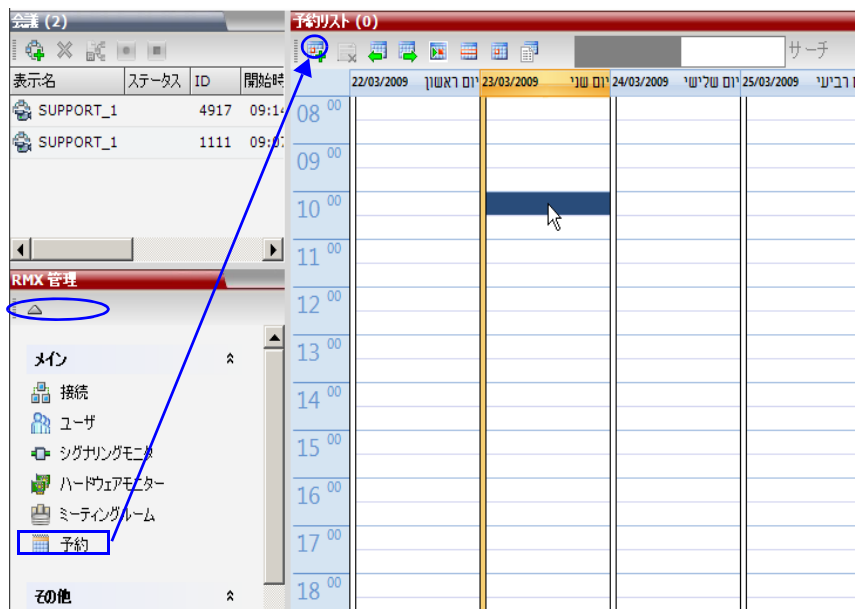 会議 (2)
表示名 ステータス ID 開始時
SUPPORT_1 4917 09:14
SUPPORT_1 1111 09:07
RMX 管理
メイン
接続
ユーザ
シグナリングモニタ
ハードウェアモニター
ミーティングルーム
予約
その他
予約リスト (0)
サーチ
22/03/2009 יום ראשון 23/03/2009 יום שני 24/03/2009 יום שלישי 25/03/2009 רביעי
08 00
09 00
10 00
11 00
12 00
13 00
14 00
15 00
16 00
17 00
18 00